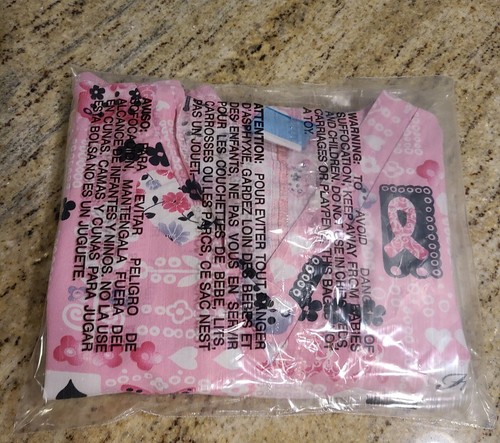 WARNING: TO AVOID DANGER OF
SUFFOCATION, KEEP AWAY FROM BABIES
AND CHILDREN. DO NOT USE IN CRIBS, BEDS,
CARRIAGES OR PLAYPENS. THIS BAG IS NOT
A TOY.
ATTENTION: POUR EVITER TOUT DANGER
D'ASPHYXIE, GARDEZ LOIN DE BEBE ET
DES ENFANTS, NE PAS VOUS EN SERVIR
POUR LES COUCHETTES DE BEBE, LITS,
CARROSSES OU LES PARCS. CE SAC NEST
PAS UN JOUET.
AVISO: PARA EVITAR PELIGRO DE
ASFIXIA, MANTENGALA FUERA DEL
ALCANCE DE INFANTES Y NINOS. NO LA USE
EN CUNAS, CAMAS, CUNAS PARA JUGAR
ESTA BOLSA NO ES UN JUGUETE.